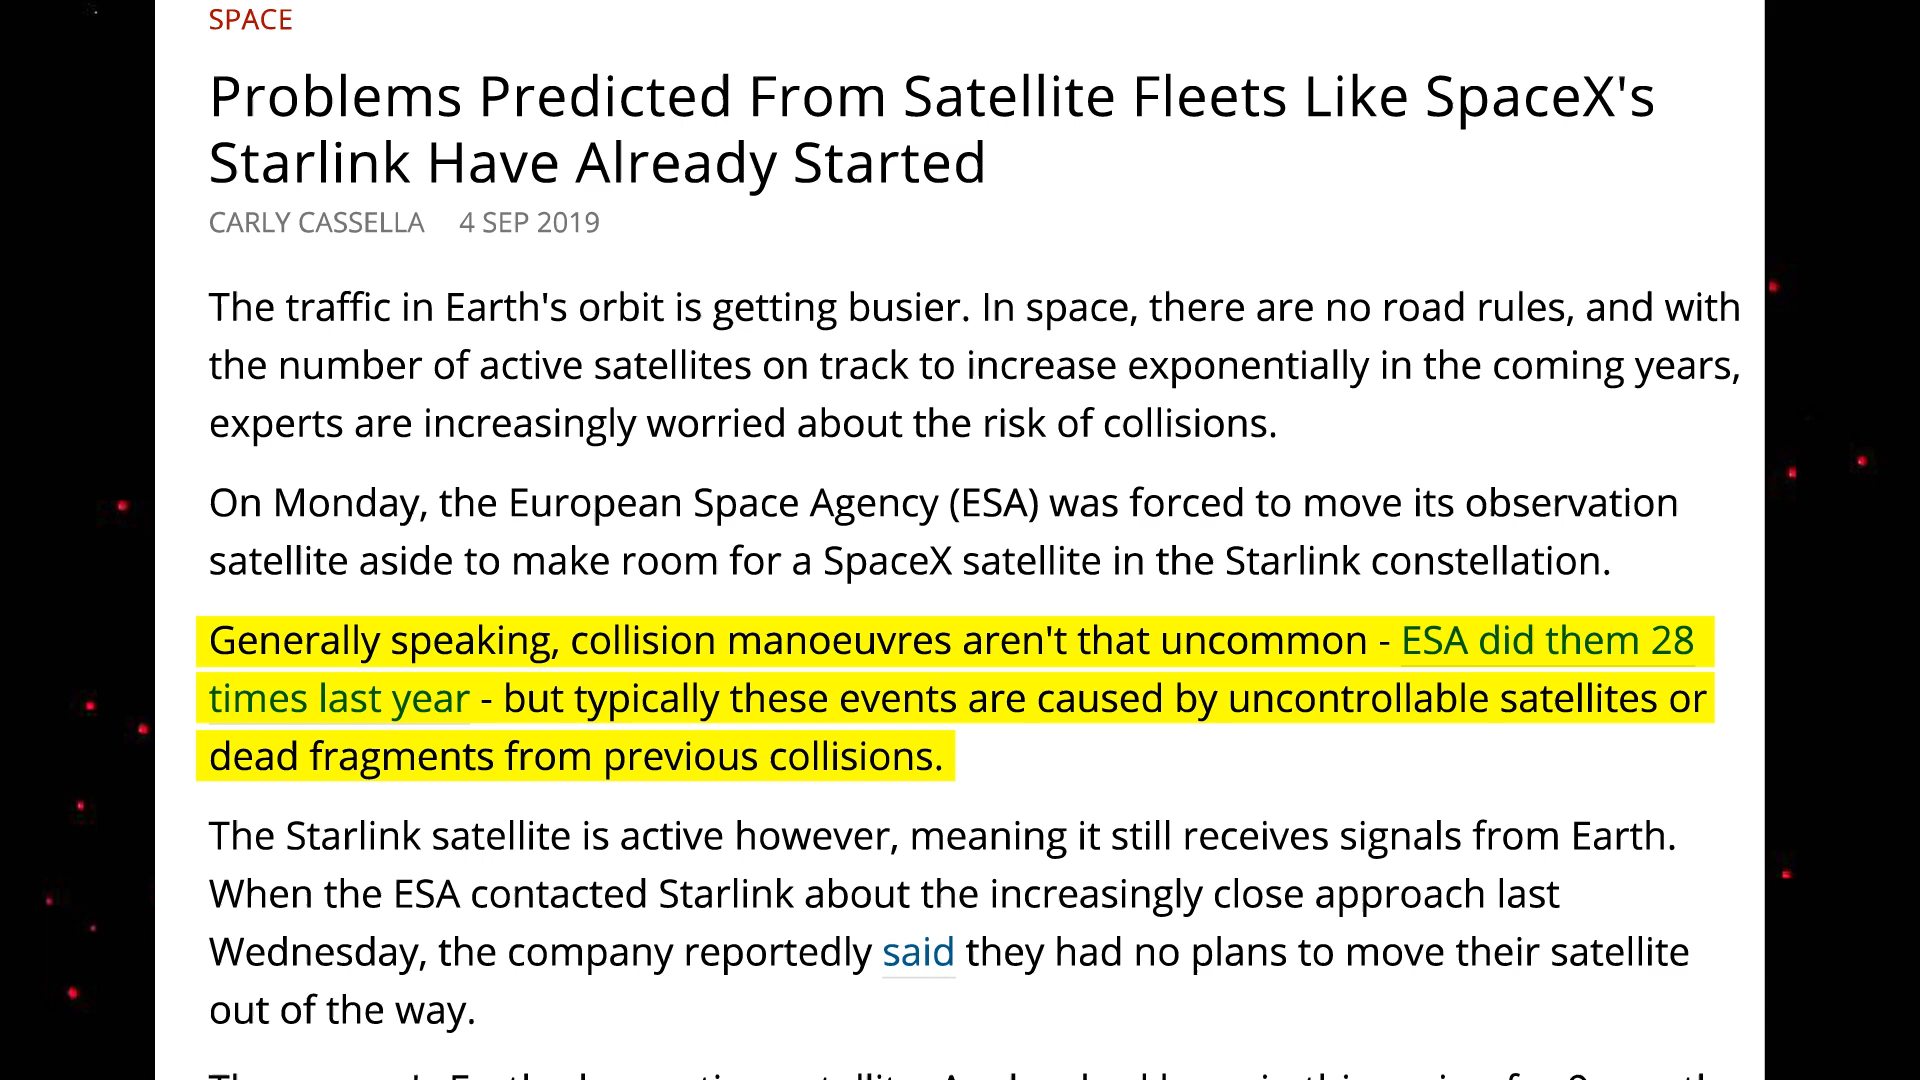 SPACE
Problems Predicted From Satellite Fleets Like SpaceX's
Starlink Have Already Started
CARLY CASSELLA 4 SEP 2019
The traffic in Earth's orbit is getting busier. In space, there are no road rules, and with
the number of active satellites on track to increase exponentially in the coming years,
experts are increasingly worried about the risk of collisions.
On Monday, the European Space Agency (ESA) was forced to move its observation
satellite aside to make room for a SpaceX satellite in the Starlink constellation.
Generally speaking, collision manoeuvres aren't that uncommon - ESA did them 28
times last year - but typically these events are caused by uncontrollable satellites or
dead fragments from previous collisions.
The Starlink satellite is active however, meaning it still receives signals from Earth.
When the ESA contacted Starlink about the increasingly close approach last
Wednesday, the company reportedly said they had no plans to move their satellite
out of the way.